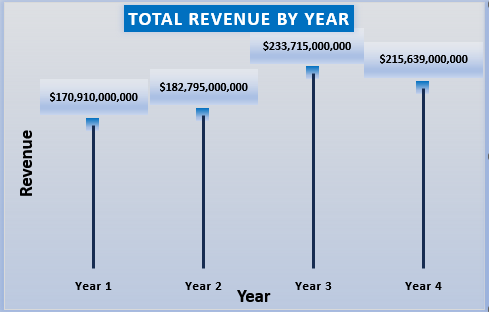 TOTAL REVENUE BY YEAR
$233,715,000,000
$215,639,000,000
$182,795,000,000
$170,910,000,000
Revenue
Year 1 Year 2 Year 3 Year 4
Year